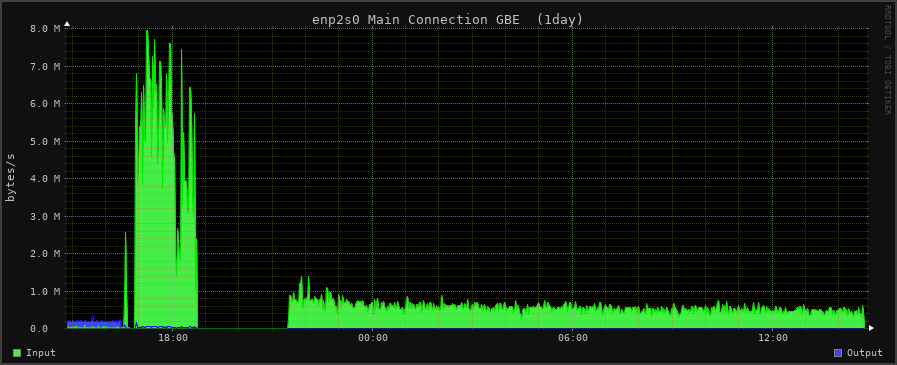 enp2s0 Main Connection GBE  (1day)
RRDTOOL / TOBI OETIKER
bytes/s
8.0 M
7.0 M
6.0 M
5.0 M
4.0 M
3.0 M
2.0 M
1.0 M
0.0
18:00 00:00 06:00 12:00
Input Output